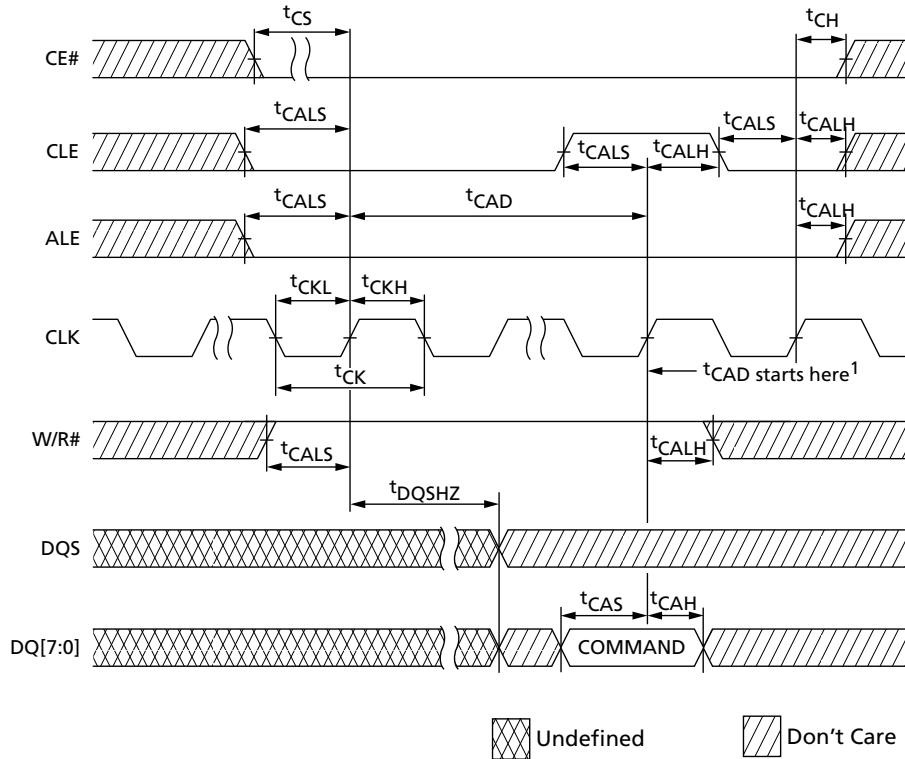 tCS tCH
CE#
tCALS tCALS tCALH
CLE tCALS tCALH
tCALS tCAD tCALH
ALE
tCKL tCKH
CLK
tCK tCAD starts here1
W/R#
tCALS tCALH
tDQSHZ
DQS
tCAS tCAH
DQ[7:0] COMMAND
Undefined Don't Care